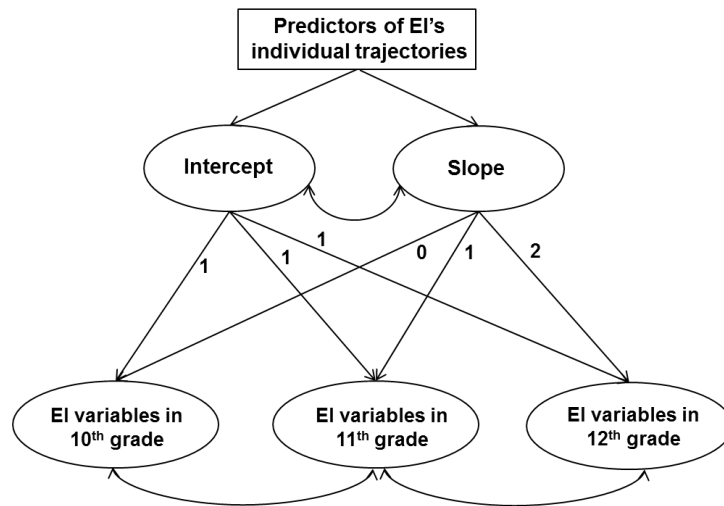 Predictors of EI's
individual trajectories
Intercept
Slope
1
1
1
0
1
2
EI variables in
10th grade
EI variables in
11th grade
EI variables in
12th grade